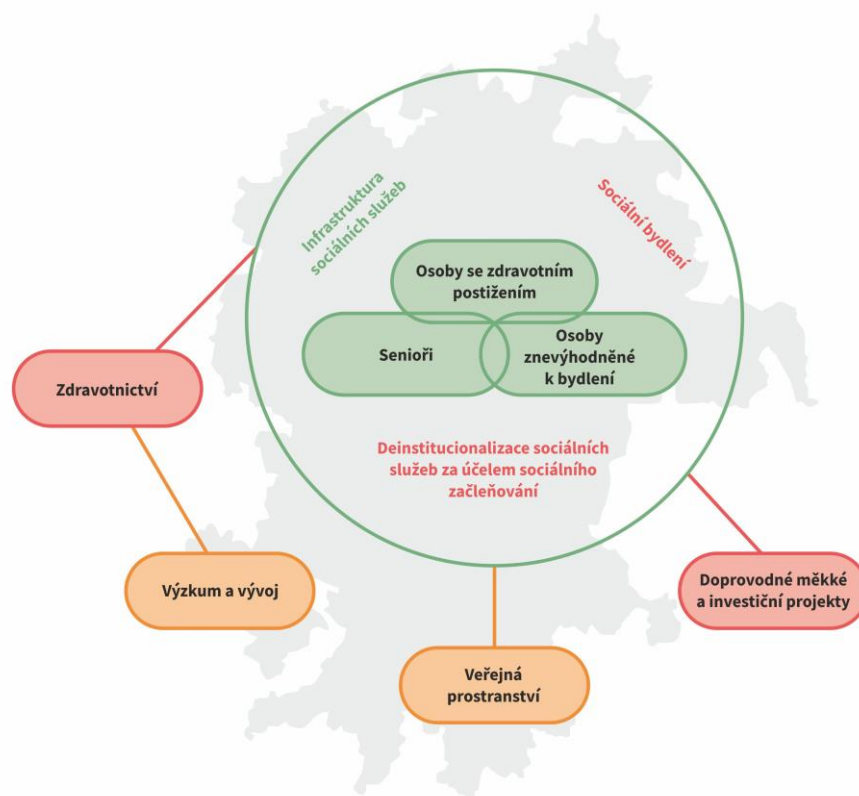 Infrastruktura
sociálních služeb
Sociální bydlení
Osoby se zdravotním
postižením
Senioři
Osoby
znevýhodněné
k bydlení
Zdravotnictví
Deinstitucionalizace sociálních
služeb za účelem sociálního
začleňování
Výzkum a vývoj
Doprovodné měkké
a investiční projekty
Veřejná
prostranství